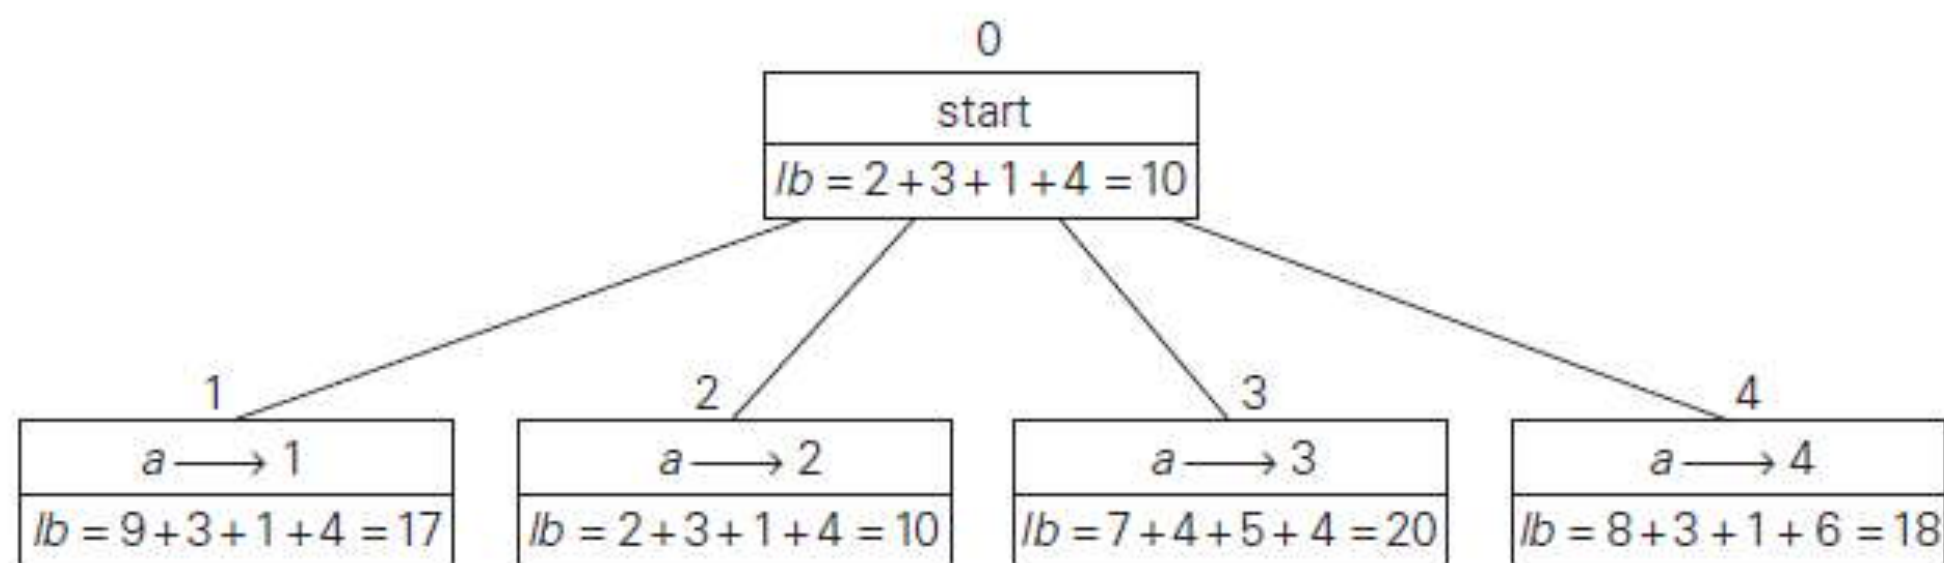 0
start
lb = 2 + 3 + 1 + 4 = 10
1 2 3 4
a ⟶ 1 a ⟶ 2 a ⟶ 3 a ⟶ 4
lb = 9 + 3 + 1 + 4 = 17 lb = 2 + 3 + 1 + 4 = 10 lb = 7 + 4 + 5 + 4 = 20 lb = 8 + 3 + 1 + 6 = 18